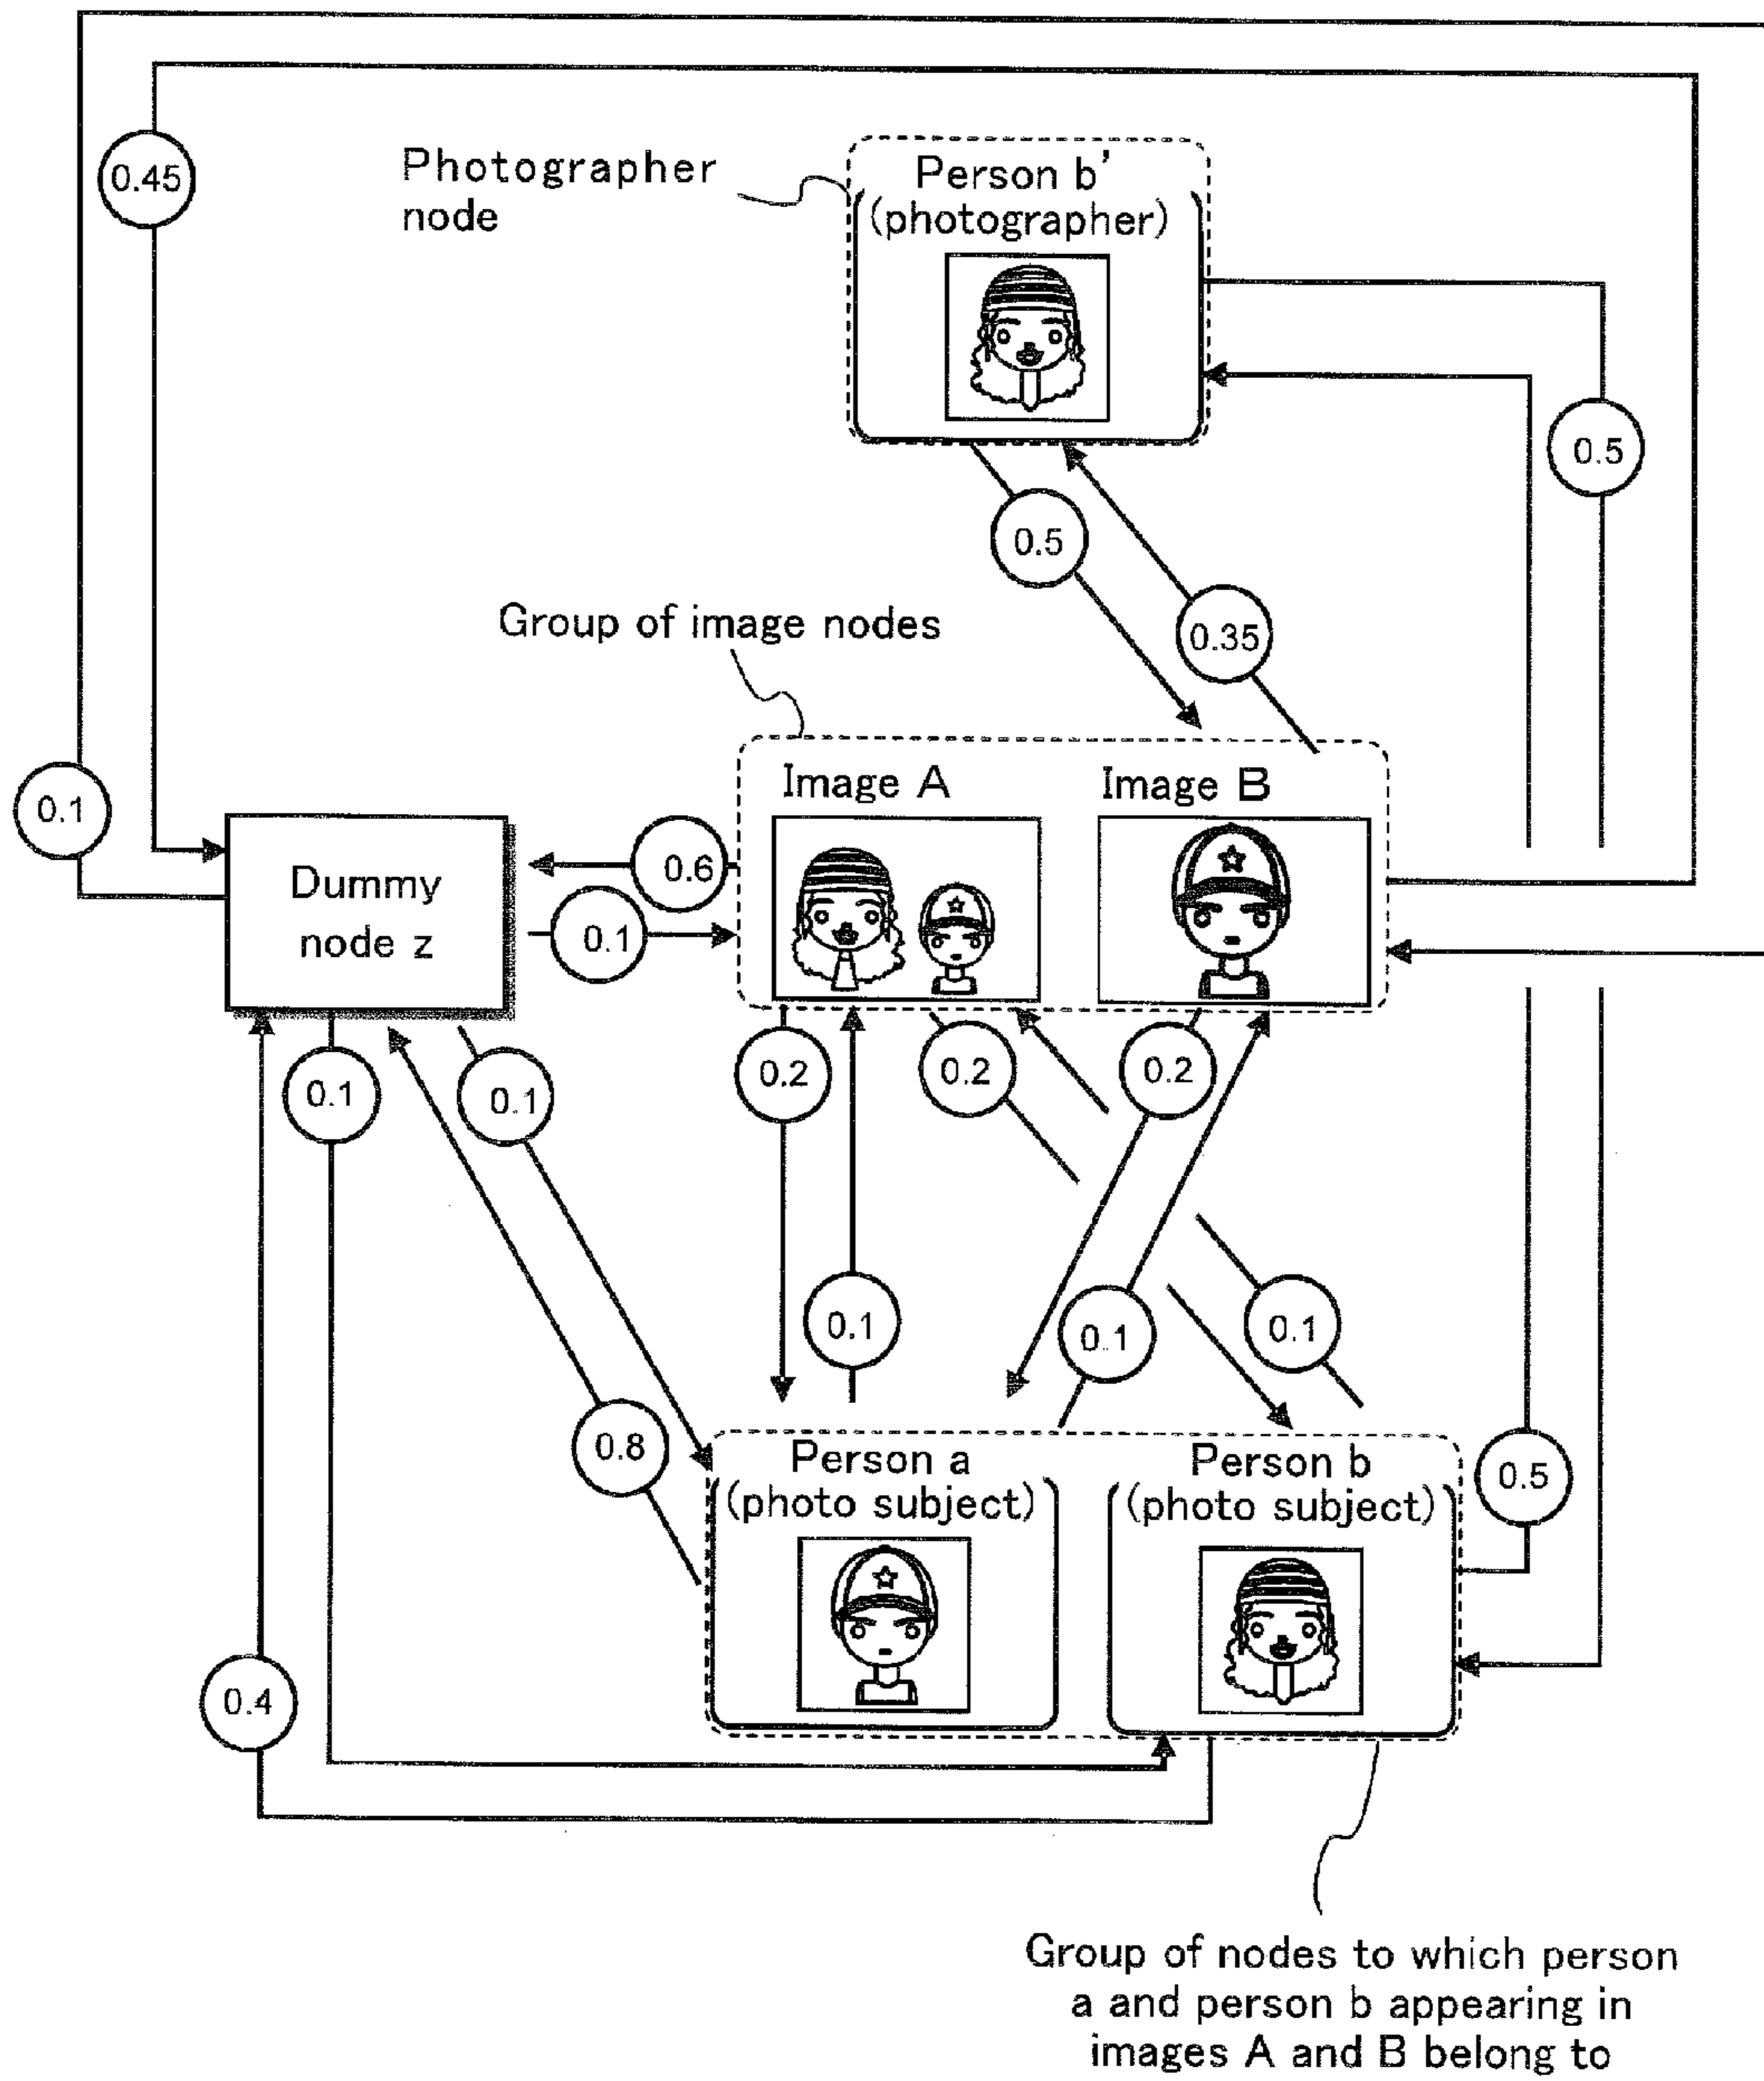 0.45
Photographer
node
Person b'
(photographer)
0.5
0.5
0.35
Group of image nodes
0.1
Image A
Image B
Dummy
node z
0.6
0.1
0.1
0.1
0.2
0.2
0.2
0.1
0.1
0.1
0.8
0.5
0.4
Person a
(photo subject)
Person b
(photo subject)
Group of nodes to which person
a and person b appearing in
images A and B belong to